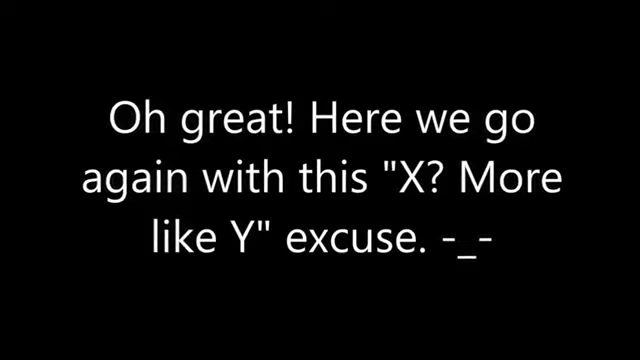 Oh great! Here we go
again with this "X? More
like Y" excuse. -_-